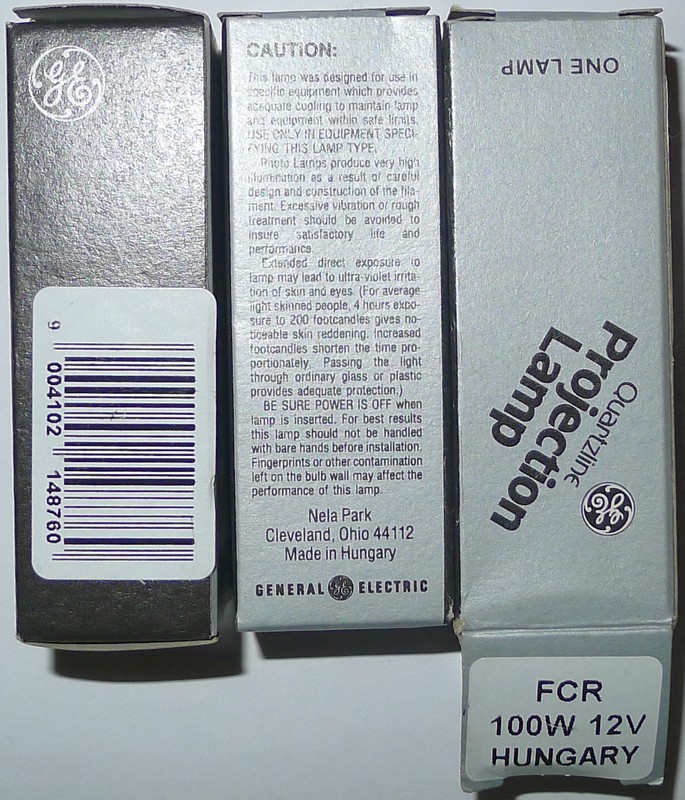 GE
9
004102
148760
CAUTION:
This lamp was designed for use in
specific equipment which provides
adequate cooling to maintain lamp
and equipment within safe limits.
USE ONLY IN EQUIPMENT SPECI-
FYING THIS LAMP TYPE.
Photo Lamps produce very high
illumination as a result of careful
design and construction of the fila-
ment. Excessive vibration or rough
treatment should be avoided to
insure satisfactory life and
performance.
Extended direct exposure to
lamp may lead to ultra-violet irrita-
tion of skin and eyes. (For average
light skinned people, 4 hours expo-
sure to 200 footcandles gives no-
ticeable skin reddening. Increased
footcandles shorten the time pro-
portionately. Passing the light
through ordinary glass or plastic
provides adequate protection.)
BE SURE POWER IS OFF when
lamp is inserted. For best results
this lamp should not be handled
with bare hands before installation.
Fingerprints or other contamination
left on the bulb wall may affect the
performance of this lamp.
Nela Park
Cleveland, Ohio 44112
Made in Hungary
GENERAL GE ELECTRIC
ONE LAMP
GE
Quartzline
Projection
Lamp
FCR
100W 12V
HUNGARY